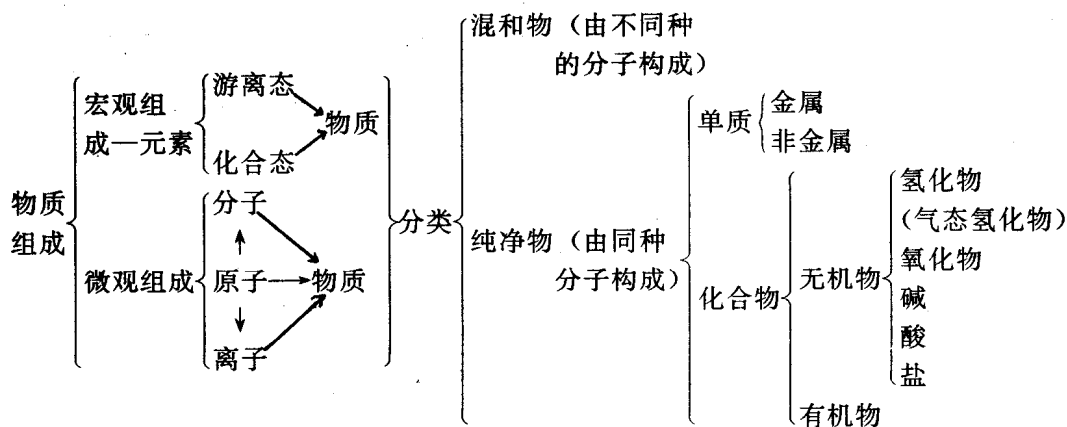 物质
组成
宏观组
成—元素
游离态
化合态
物质
微观组成
分子
原子
离子
物质
分类
混和物（由不同种
的分子构成）
纯净物（由同种
分子构成）
单质
金属
非金属
化合物
无机物
氢化物
（气态氢化物）
氧化物
碱
酸
盐
有机物